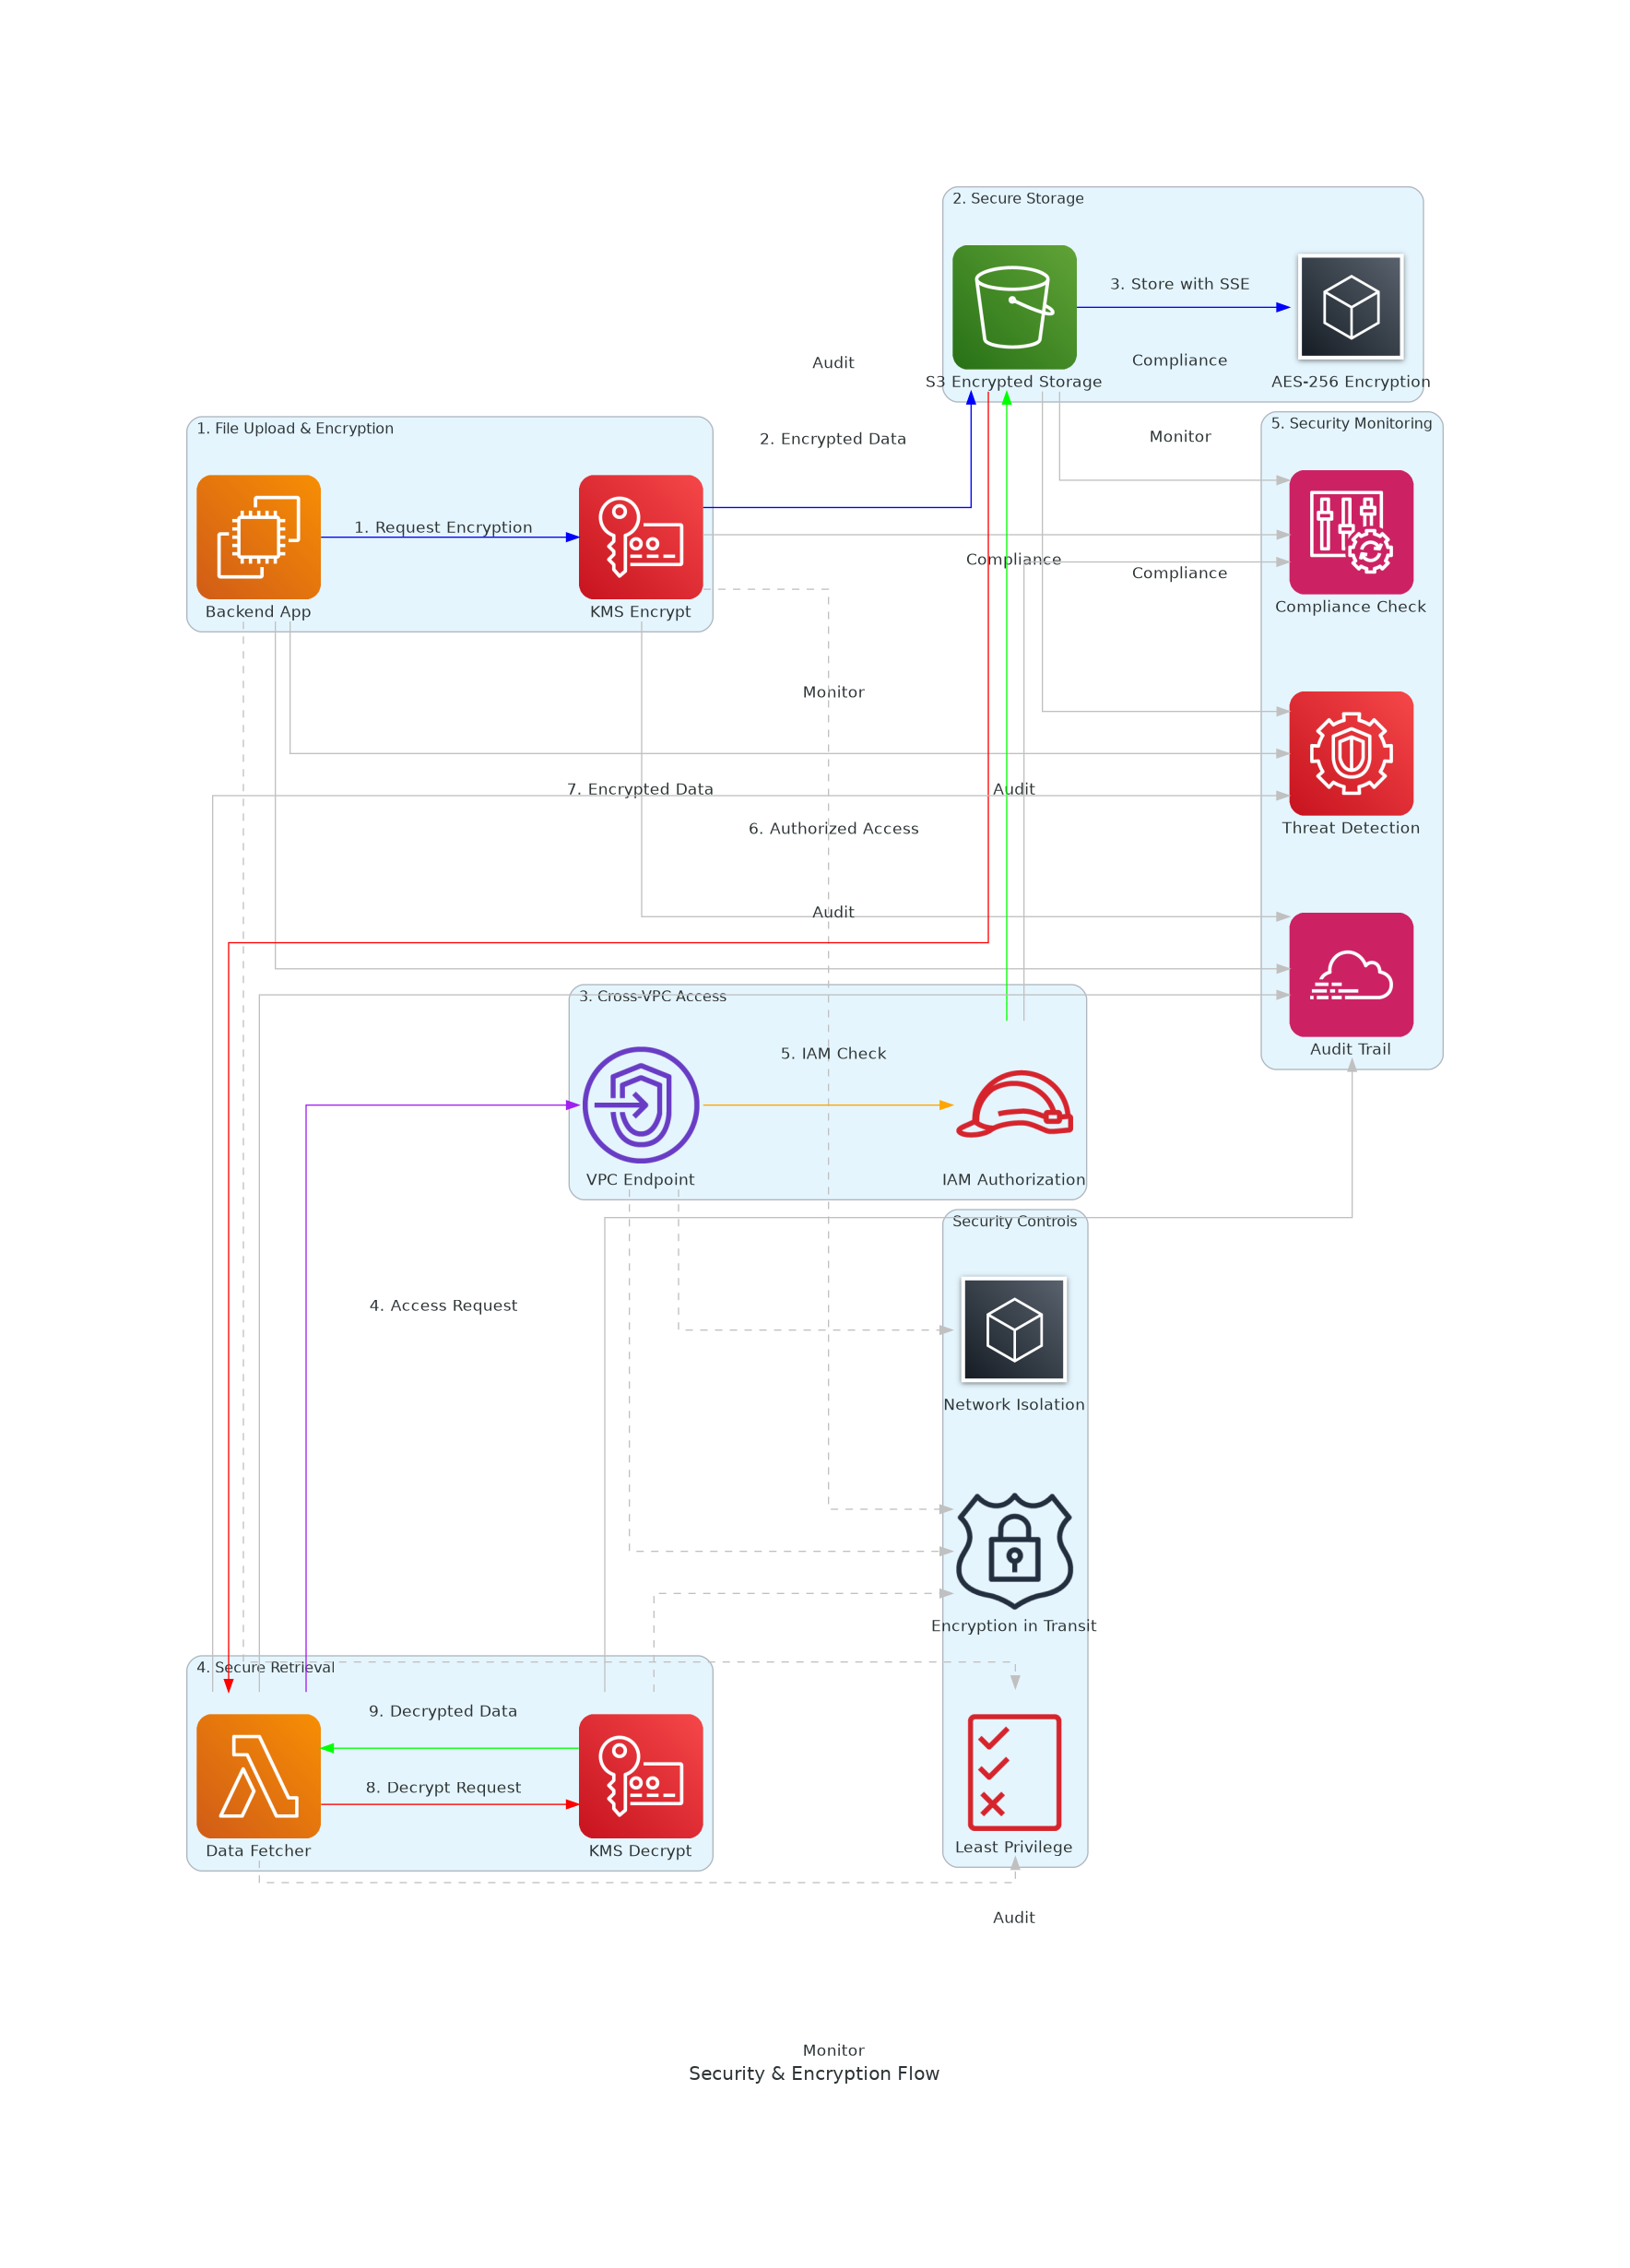 2. Secure Storage
3. Store with SSE
Audit
Compliance
S3 Encrypted Storage
AES-256 Encryption
1. File Upload & Encryption
5. Security Monitoring
2. Encrypted Data
Monitor
1. Request Encryption
Compliance
Compliance
Backend App
KMS Encrypt
Compliance Check
Monitor
7. Encrypted Data
Audit
6. Authorized Access
Threat Detection
Audit
3. Cross-VPC Access
5. IAM Check
Audit Trail
VPC Endpoint
IAM Authorization
Security Controls
4. Access Request
Network Isolation
Encryption in Transit
4. Secure Retrieval
9. Decrypted Data
8. Decrypt Request
Data Fetcher
KMS Decrypt
Least Privilege
Audit
Monitor
Security & Encryption Flow